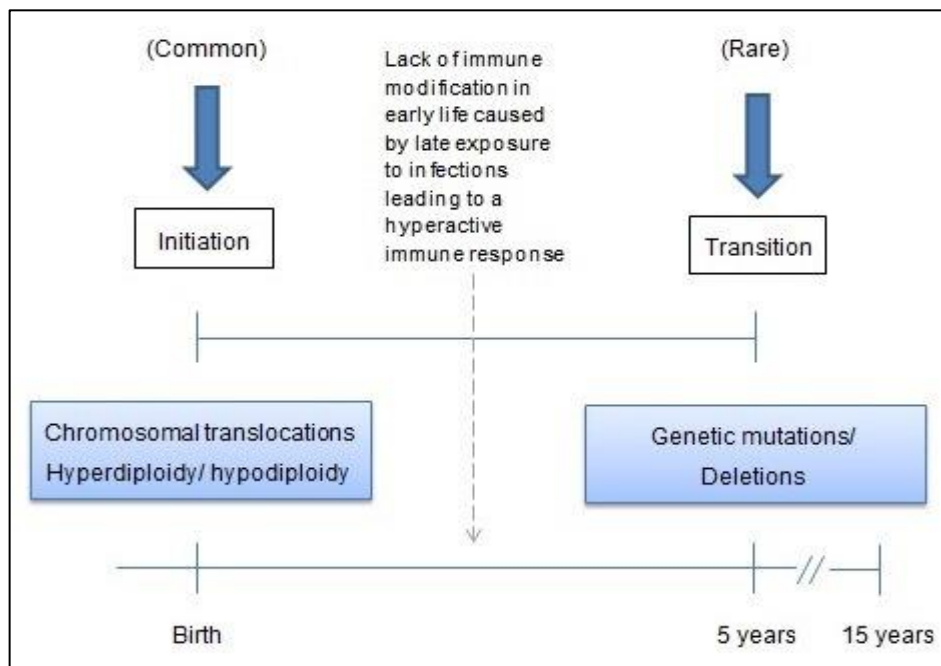 (Common)
Lack of immune
modification in
early life caused
by late exposure
to infections
leading to a
hyperactive
immune response
(Rare)
Initiation
Transition
Chromosomal translocations
Hyperdiploidy/ hypodiploidy
Genetic mutations/
Deletions
//
Birth
5 years
15 years